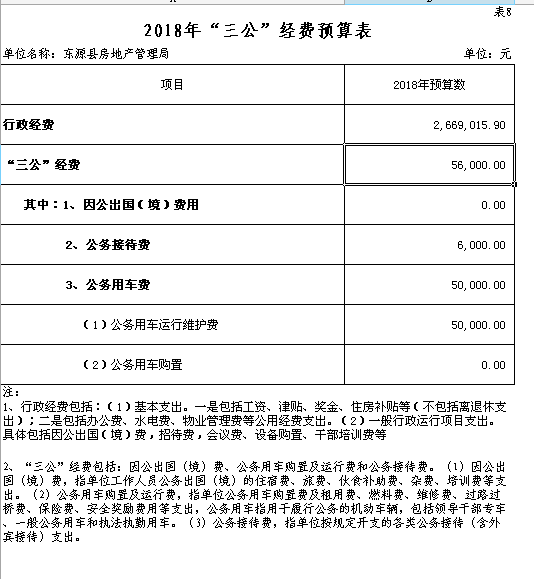 表8
2018年“三公”经费预算表
单位名称：东源县房地产管理局 单位：元
项目 2018年预算数
行政经费 2,669,015.90
“三公”经费 56,000.00
其中：1、因公出国（境）费用 0.00
2、公务接待费 6,000.00
3、公务用车费 50,000.00
（1）公务用车运行维护费 50,000.00
（2）公务用车购置 0.00
注：
1、行政经费包括：（1）基本支出。一是包括工资、津贴、奖金、住房补贴等（不包括离退休支
出）；二是包括办公费、水电费、物业管理费等公用经费支出。（2）一般行政运行项目支出。
具体包括因公出国（境）费，招待费，会议费、设备购置、干部培训费等
2、“三公”经费包括：因公出国（境）费、公务用车购置及运行费和公务接待费。（1）因公出
国（境）费，指单位工作人员公务出国（境）的住宿费、旅费、伙食补助费、杂费、培训费等支
出。（2）公务用车购置及运行费，指单位公务用车购置费及租用费、燃料费、维修费、过路过
桥费、保险费、安全奖励费用等支出，公务用车指用于履行公务的机动车辆，包括领导干部专车
、一般公务用车和执法执勤用车。（3）公务接待费，指单位按规定开支的各类公务接待（含外
宾接待）支出。